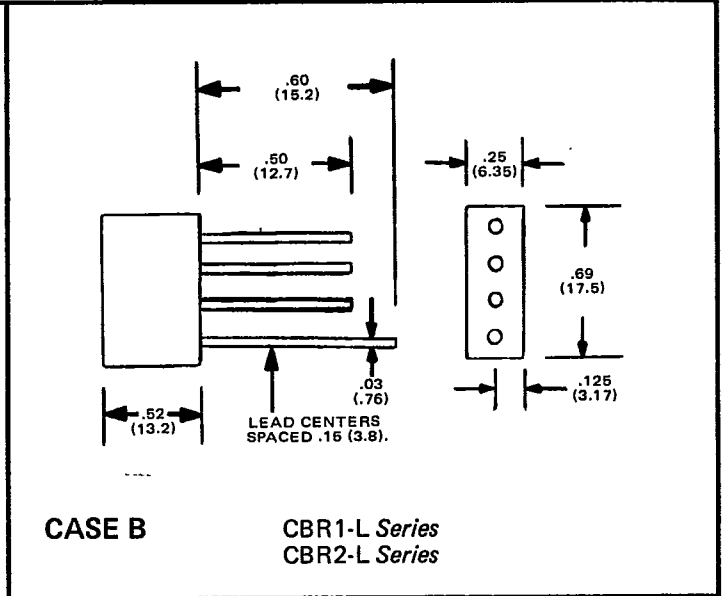 .60
(15.2)
.50
(12.7)
.25
(6.35)
.69
(17.5)
.03
(.76)
.125
(3.17)
.52
(13.2)
LEAD CENTERS
SPACED .15 (3.8).
CASE B
CBR1-L Series
CBR2-L Series